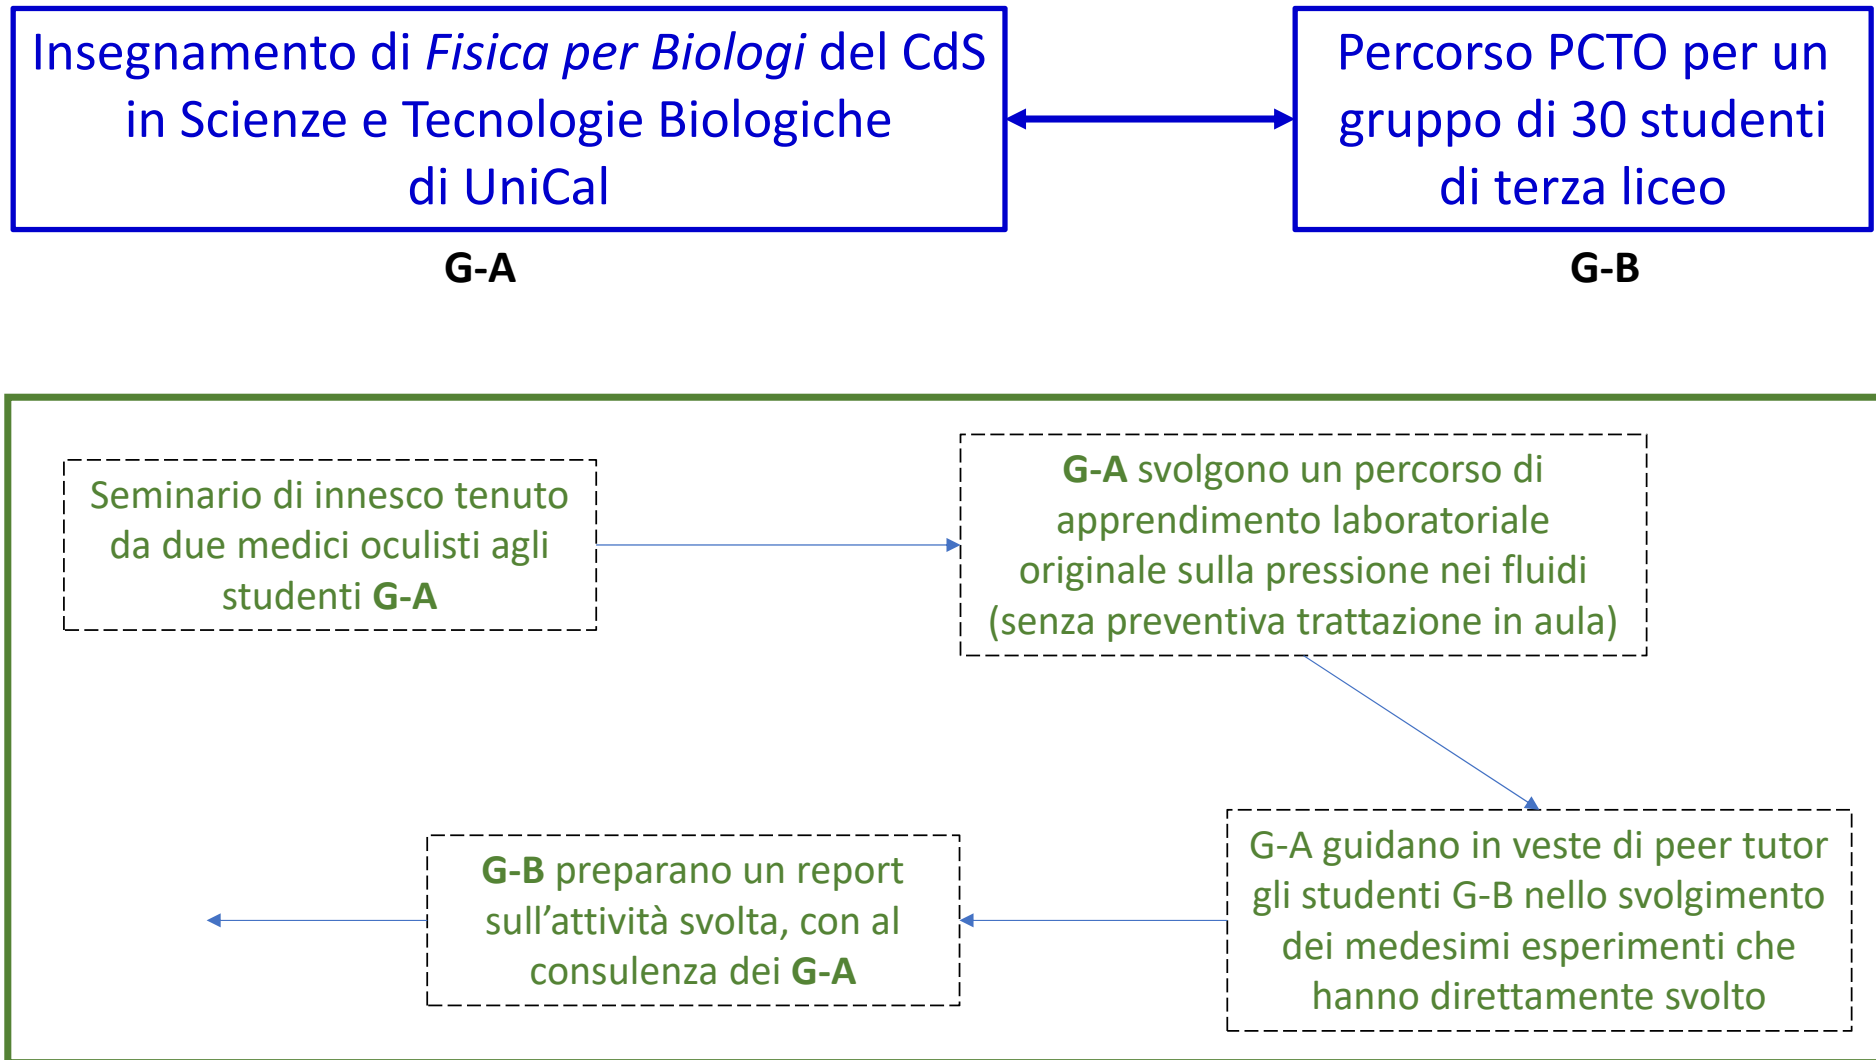 Insegnamento di Fisica per Biologi del CdS
in Scienze e Tecnologie Biologiche
di UniCal
G-A
Percorso PCTO per un
gruppo di 30 studenti
di terza liceo
G-B
Seminario di innesco tenuto
da due medici oculisti agli
studenti G-A
G-A svolgono un percorso di
apprendimento laboratoriale
originale sulla pressione nei fluidi
(senza preventiva trattazione in aula)
G-A guidano in veste di peer tutor
gli studenti G-B nello svolgimento
dei medesimi esperimenti che
hanno direttamente svolto
G-B preparano un report
sull’attività svolta, con al
consulenza dei G-A